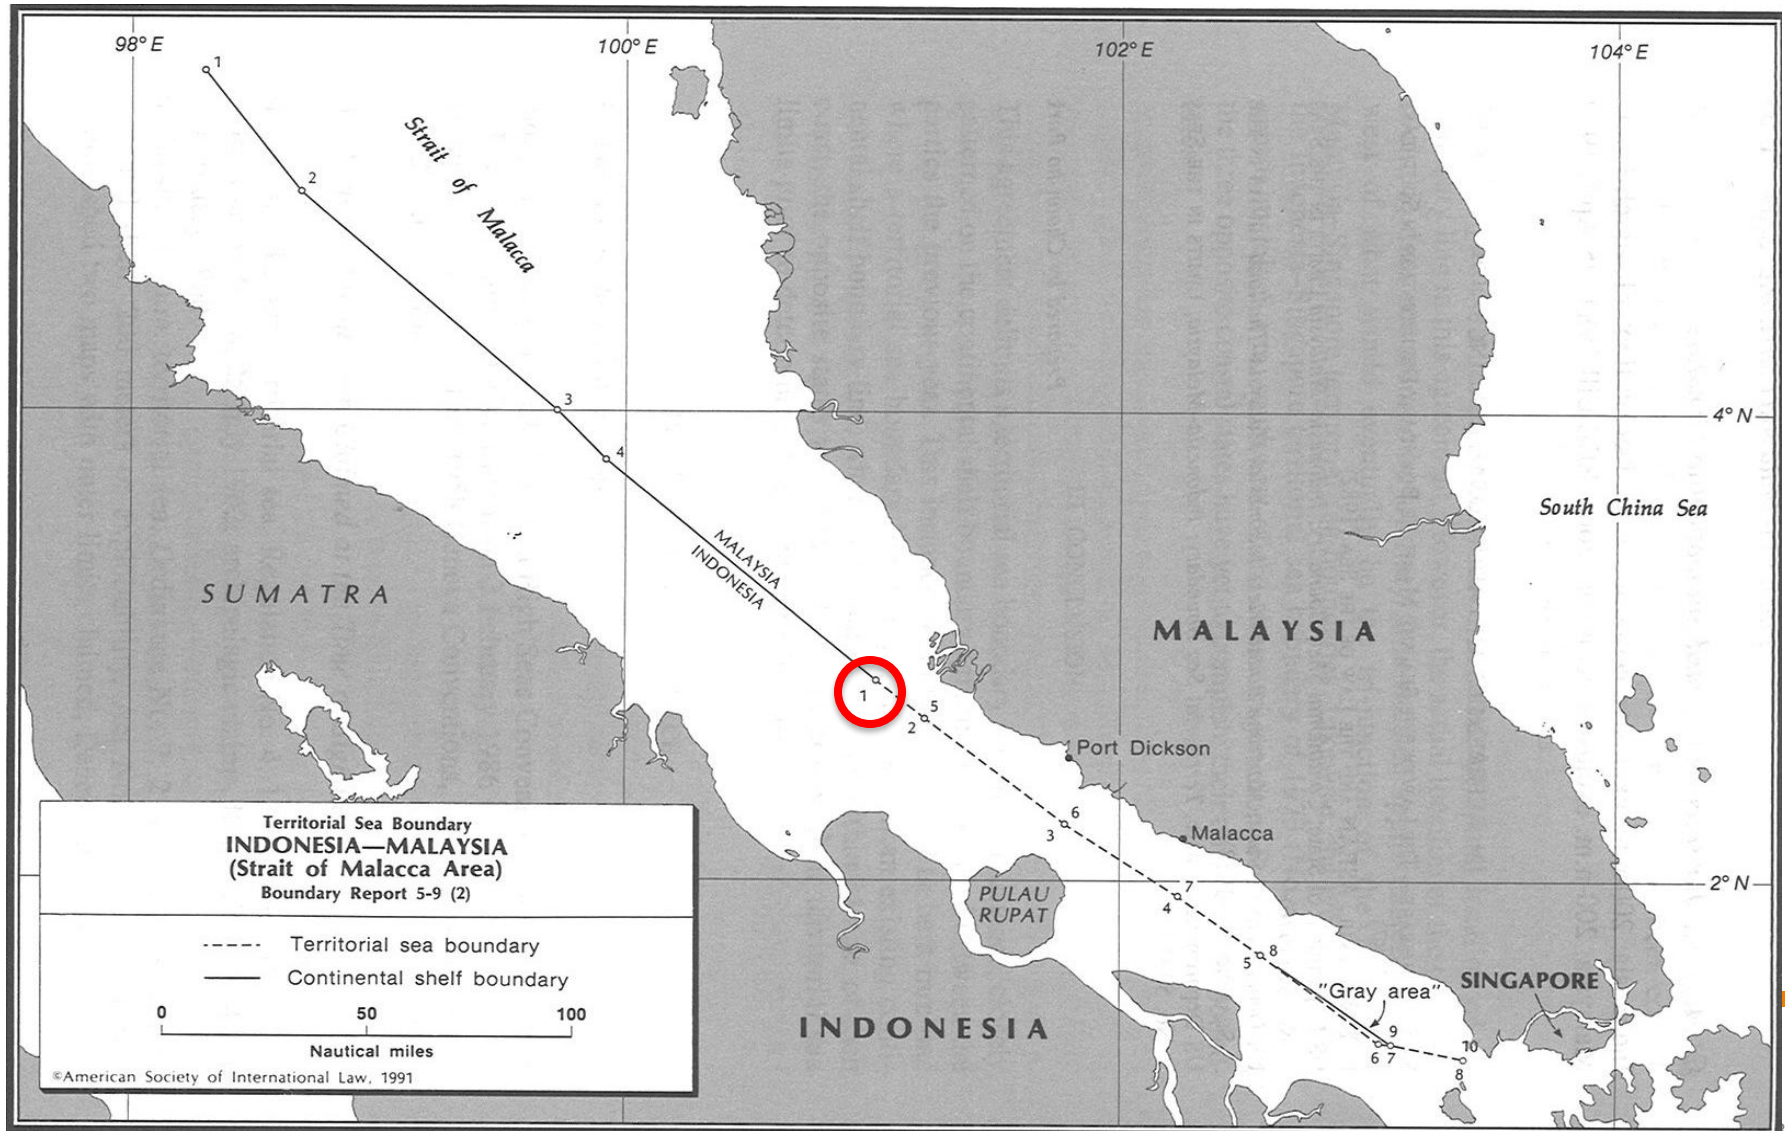 98° E
100° E
102° E
104° E
1
2
Strait of Malacca
3
4
4° N
South China Sea
MALAYSIA
INDONESIA
SUMATRA
MALAYSIA
1
5
2
Port Dickson
6
3
Malacca
7
4
2° N
PULAU
RUPAT
8
5
"Gray area"
SINGAPORE
9
6 7
10
8
INDONESIA
Territorial Sea Boundary
INDONESIA—MALAYSIA
(Strait of Malacca Area)
Boundary Report 5-9 (2)
Territorial sea boundary
Continental shelf boundary
0 50 100
Nautical miles
©American Society of International Law, 1991